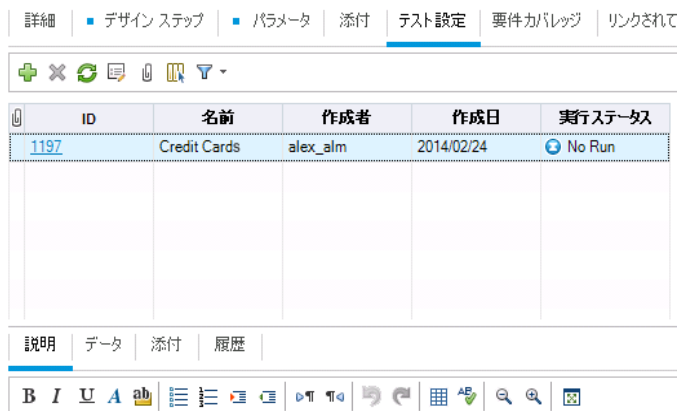 詳細 デザイン ステップ パラメータ 添付 テスト設定 要件カバレッジ リンクされて
ID 名前 作成者 作成日 実行ステータス
1197 Credit Cards alex_alm 2014/02/24 No Run
説明 データ 添付 履歴
B I U A ab ABC